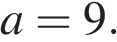 a = 9.